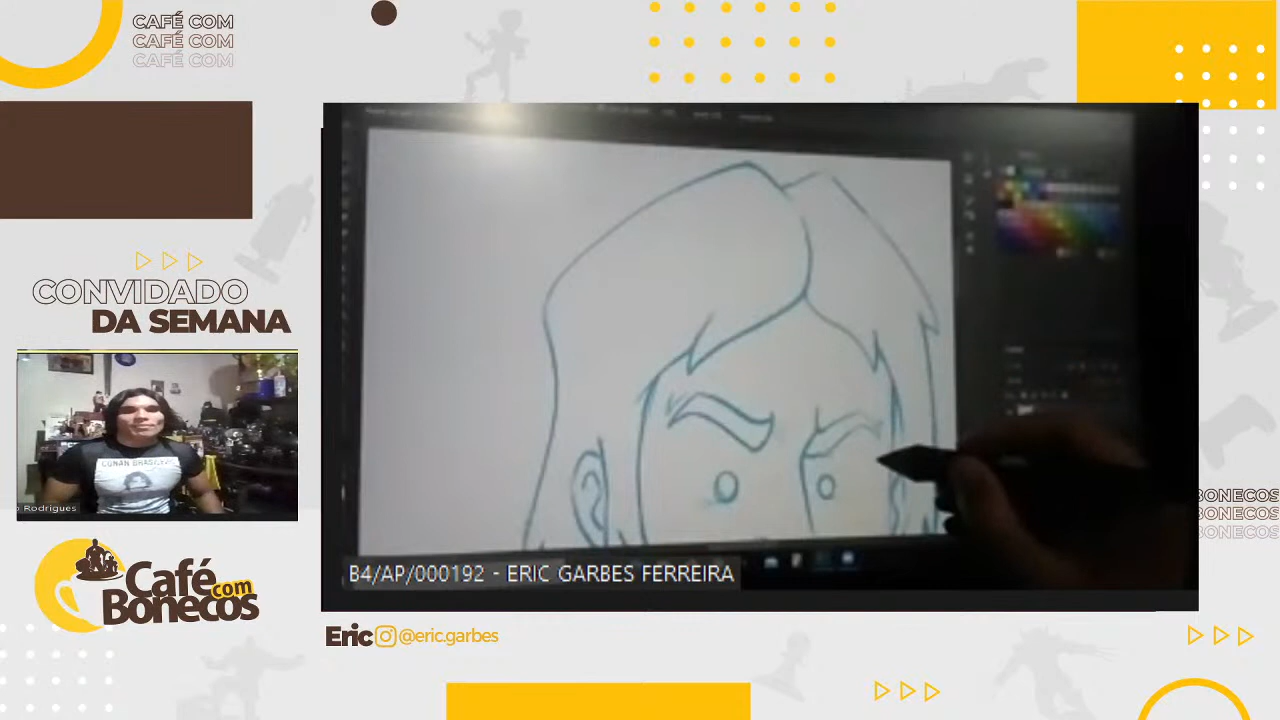 CAFÉ COM
CAFÉ COM
CAFÉ COM
CONVIDADO
DA SEMANA
CONAN BRASIL
Rodrigues
Café
com
Bonecos
B4/AP/000192 - ERIC GARBES FERREIRA
Eric @eric.garbes
BONECOS
BONECOS
BONECOS